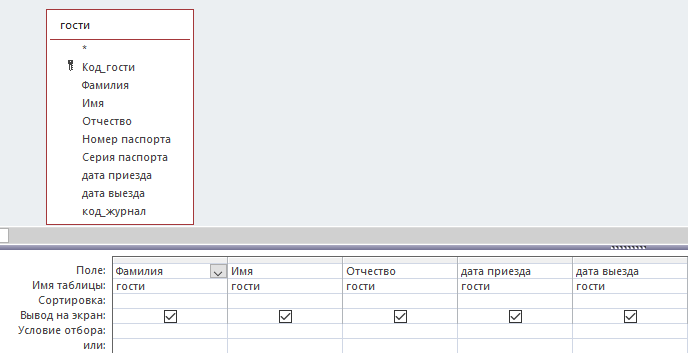 гости
*
Код_гости
Фамилия
Имя
Отчество
Номер паспорта
Серия паспорта
дата приезда
дата выезда
код_журнал
Поле: Фамилия Имя Отчество дата приезда дата выезда
Имя таблицы: гости гости гости гости гости
Сортировка:
Вывод на экран:
Условие отбора:
или: